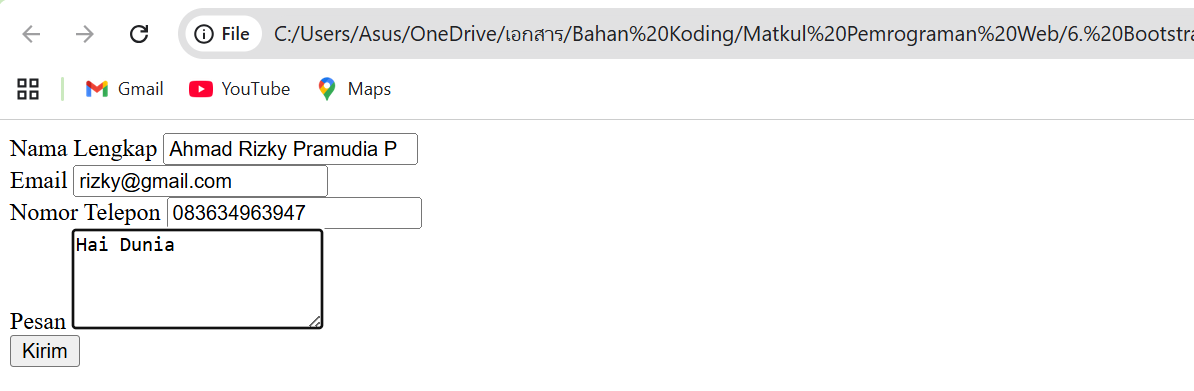 File C:/Users/Asus/OneDrive/เอกสาร/Bahan%20Koding/Matkul%20Pemrograman%20Web/6.%20Bootstra
Gmail YouTube Maps
Nama Lengkap Ahmad Rizky Pramudia P
Email rizky@gmail.com
Nomor Telepon 083634963947
Hai Dunia
Pesan
Kirim